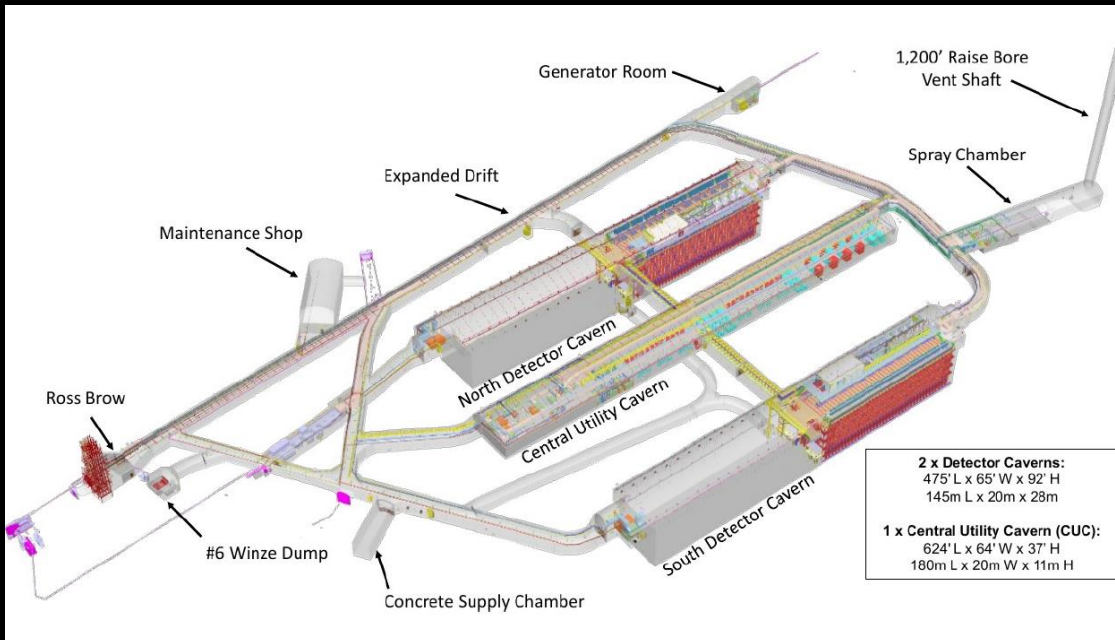 1,200' Raise Bore
Vent Shaft
Generator Room
Spray Chamber
Expanded Drift
Maintenance Shop
North Detector Cavern
Ross Brow
Central Utility Cavern
South Detector Cavern
#6 Winze Dump
Concrete Supply Chamber
2 x Detector Caverns:
475' L x 65' W x 92' H
145m L x 20m x 28m
1 x Central Utility Cavern (CUC):
624' L x 64' W x 37' H
180m L x 20m W x 11m H